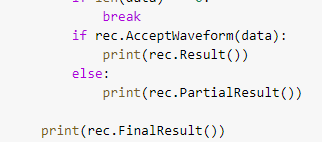 break
if rec.AcceptWaveform(data):
print(rec.Result())
else:
print(rec.PartialResult())
print(rec.FinalResult())